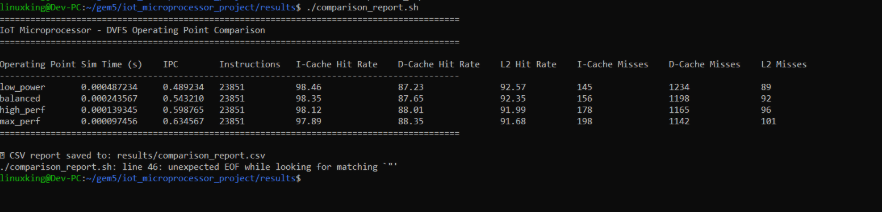 linuxking@Dev-PC:~/gem5/iot_microprocessor_project/results$ ./comparison_report.sh
================================================================================
IoT Microprocessor - DVFS Operating Point Comparison
================================================================================
Operating Point Sim Time (s) IPC Instructions I-Cache Hit Rate D-Cache Hit Rate L2 Hit Rate I-Cache Misses D-Cache Misses L2 Misses
--------------------------------------------------------------------------------
low_power 0.000487234 0.489234 23851 98.46 87.23 92.57 145 1234 89
balanced 0.000243567 0.543210 23851 98.35 87.65 92.35 156 1198 92
high_perf 0.000139345 0.598765 23851 98.12 88.01 91.99 178 1165 96
max_perf 0.000097456 0.634567 23851 97.89 88.35 91.68 198 1142 101
================================================================================
CSV report saved to: results/comparison_report.csv
./comparison_report.sh: line 46: unexpected EOF while looking for matching `"'
linuxking@Dev-PC:~/gem5/iot_microprocessor_project/results$